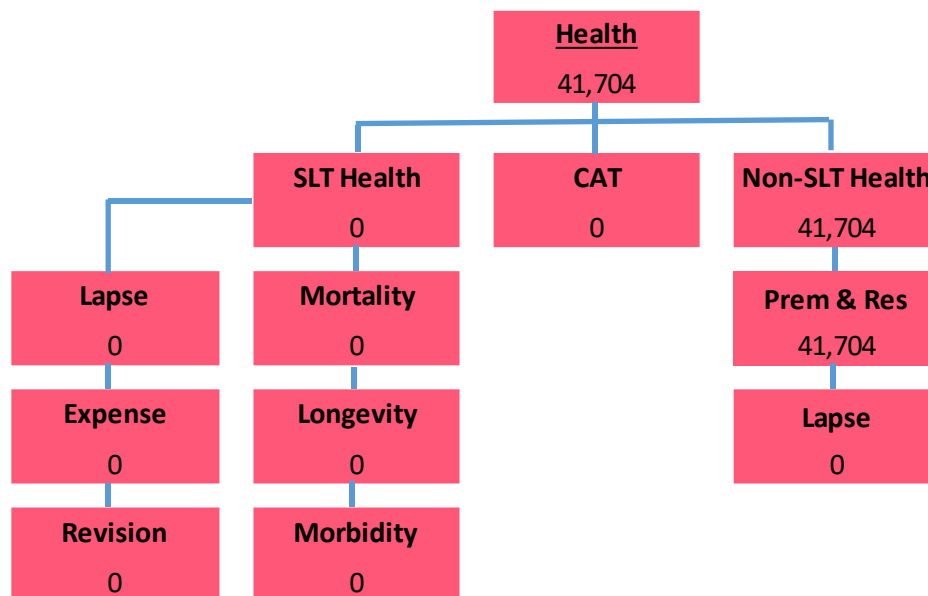 Health
41,704
SLT Health
0
CAT
0
Non-SLT Health
41,704
Lapse
0
Mortality
0
Prem & Res
41,704
Expense
0
Longevity
0
Lapse
0
Revision
0
Morbidity
0